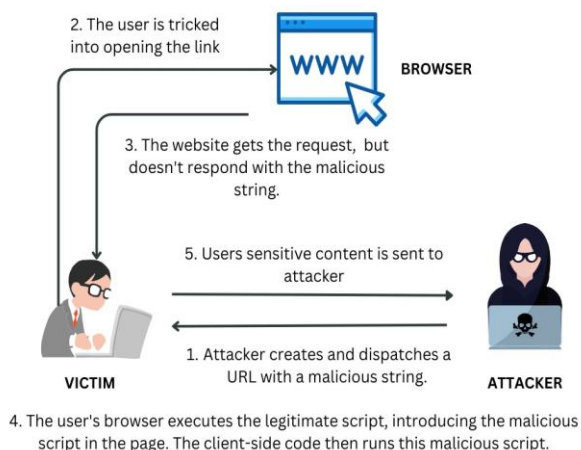 2. The user is tricked
into opening the link
WWW
BROWSER
3. The website gets the request, but
doesn't respond with the malicious
string.
5. Users sensitive content is sent to
attacker
1. Attacker creates and dispatches a
URL with a malicious string.
VICTIM
ATTACKER
4. The user's browser executes the legitimate script, introducing the malicious
script in the page. The client-side code then runs this malicious script.